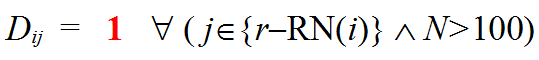 Dij = 1 ∀ ( j∈{r–RN(i)} ∧ N>100)